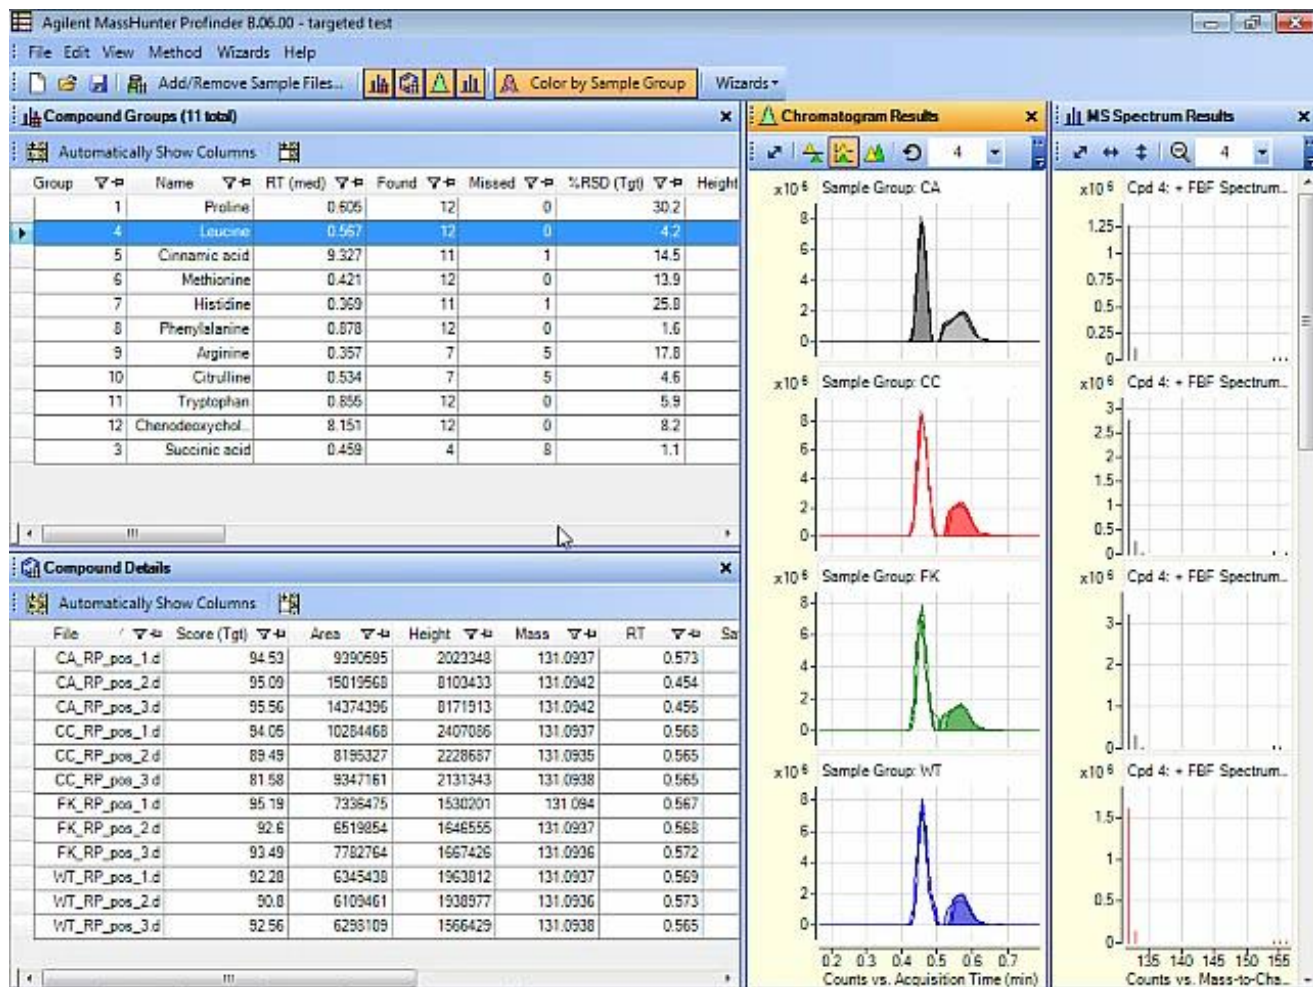 Agilent MassHunter Profinder B.06.00 - targeted test
File Edit View Method Wizards Help
Add/Remove Sample Files... Color by Sample Group Wizards
Compound Groups (11 total)
Automatically Show Columns
Group Name RT (med) Found Missed %RSD (Tgt) Height
1 Proline 0.605 12 0 30.2
4 Leucine 0.567 12 0 4.2
5 Cinnamic acid 9.327 11 1 14.5
6 Methionine 0.421 12 0 13.9
7 Histidine 0.369 11 1 25.8
8 Phenylalanine 0.878 12 0 1.6
9 Arginine 0.357 7 5 17.8
10 Citrulline 0.534 7 5 4.6
11 Tryptophan 0.855 12 0 5.9
12 Chenodeoxychol... 8.151 12 0 8.2
3 Succinic acid 0.459 4 8 1.1
Compound Details
Automatically Show Columns
File Score (Tgt) Area Height Mass RT Sa
CA_RP_pos_1.d 94.53 9390595 2023348 131.0937 0.573
CA_RP_pos_2.d 95.09 15019568 8103433 131.0942 0.454
CA_RP_pos_3.d 95.56 14374396 8171913 131.0942 0.456
CC_RP_pos_1.d 94.05 10284468 2407086 131.0937 0.568
CC_RP_pos_2.d 89.49 8195327 2228687 131.0935 0.565
CC_RP_pos_3.d 81.58 9347161 2131343 131.0938 0.565
FK_RP_pos_1.d 95.19 7336475 1530201 131.094 0.567
FK_RP_pos_2.d 92.6 6519854 1646555 131.0937 0.568
FK_RP_pos_3.d 93.49 7782764 1667426 131.0936 0.572
WT_RP_pos_1.d 92.28 6345438 1963812 131.0937 0.569
WT_RP_pos_2.d 90.8 6109461 1938977 131.0936 0.573
WT_RP_pos_3.d 92.56 6293109 1566429 131.0938 0.565
Chromatogram Results
4
x10 6 Sample Group: CA
8
6
4
2
0
x10 6 Sample Group: CC
8
6
4
2
0
x10 6 Sample Group: FK
8
6
4
2
0
x10 6 Sample Group: WT
8
6
4
2
0
0.2 0.3 0.4 0.5 0.6 0.7
Counts vs. Acquisition Time (min)
MS Spectrum Results
4
x10 6 Cpd 4: + FBF Spectrum...
1.25
1
0.5
0.25
0
x10 6 Cpd 4: + FBF Spectrum...
3
2.5
2
1.5
1
0.5
0
x10 6 Cpd 4: + FBF Spectrum...
3
2
1
0
x10 6 Cpd 4: + FBF Spectrum...
1.5
1
0.5
0
135 140 145 150 155
Counts vs. Mass-to-Cha...